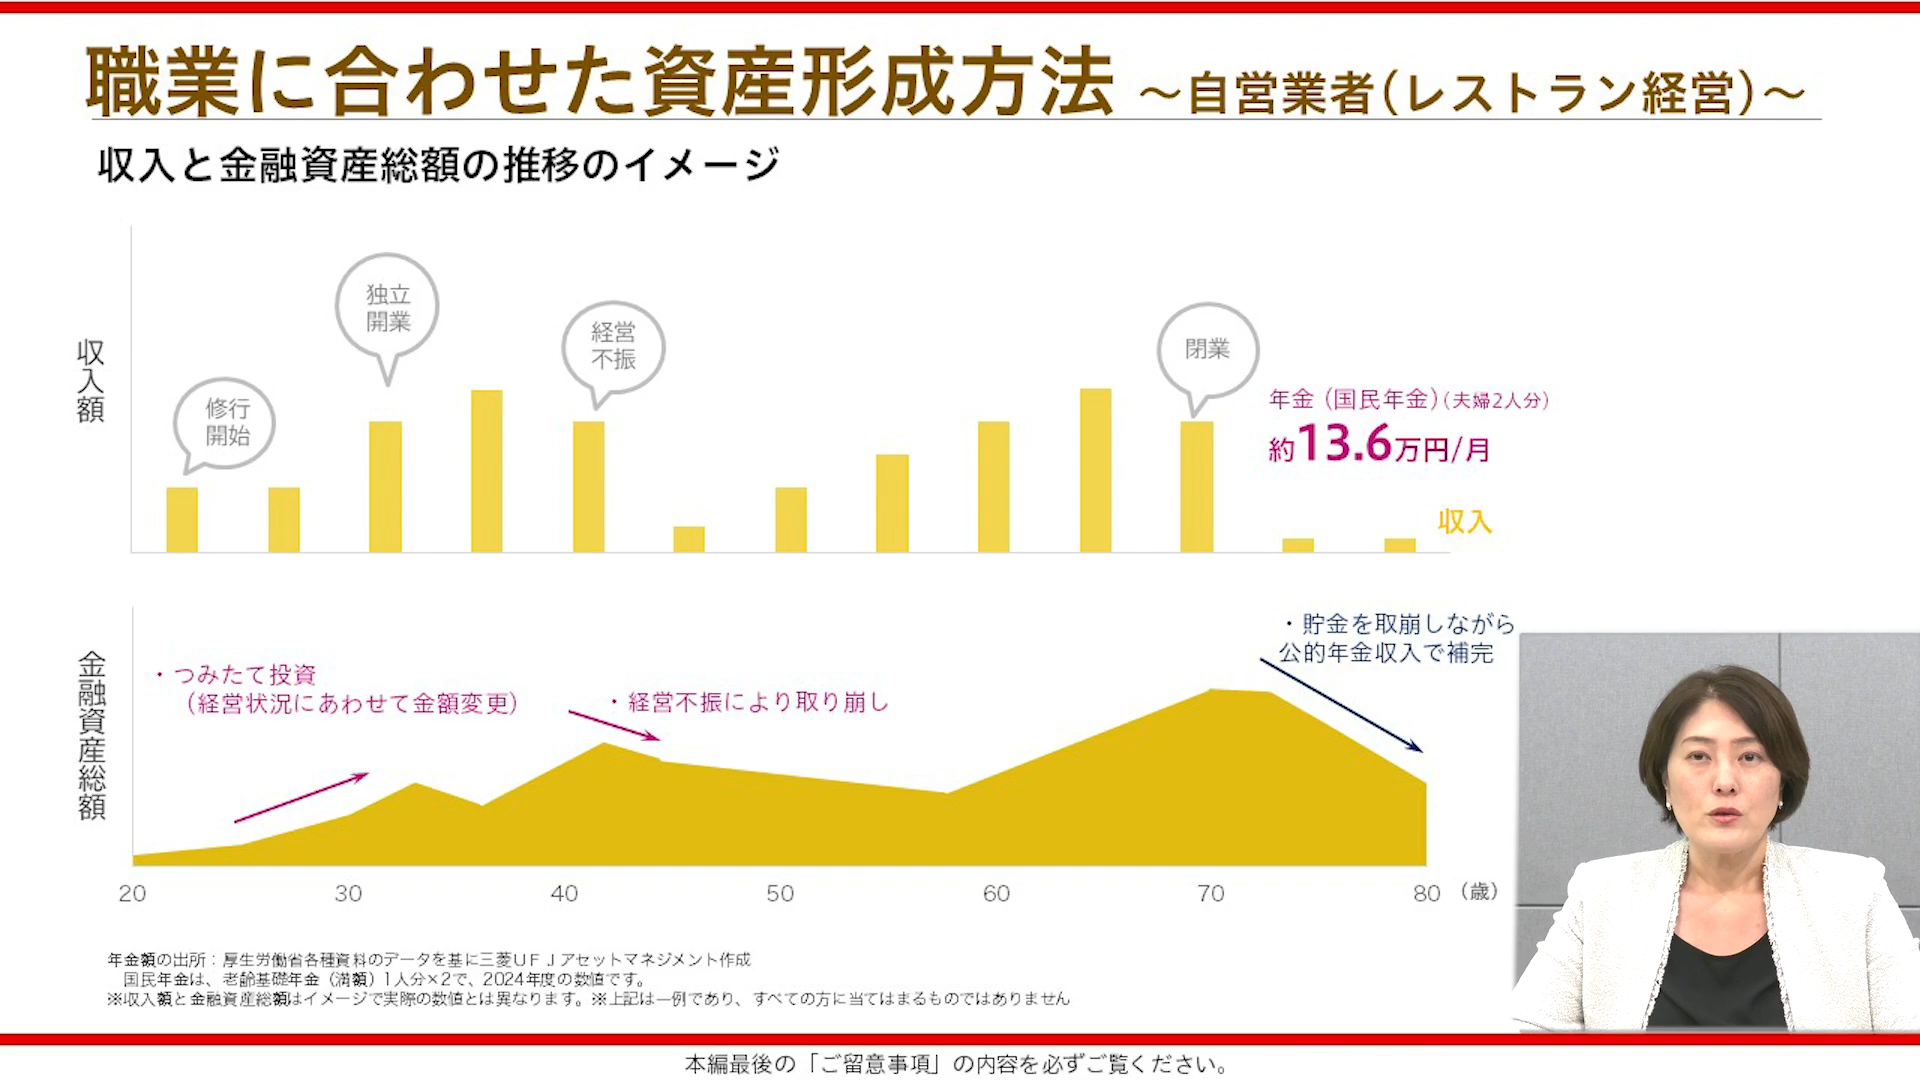 職業に合わせた資産形成方法 ～自営業者(レストラン経営)～
収入と金融資産総額の推移のイメージ
収入額
修行
開始
独立
開業
経営
不振
閉業
年金（国民年金）(夫婦2人分)
約13.6万円/月
収入
金融資産総額
・つみたて投資
（経営状況にあわせて金額変更）
・経営不振により取り崩し
・貯金を取崩しながら
公的年金収入で補完
20 30 40 50 60 70 80 （歳）
年金額の出所：厚生労働省各種資料のデータを基に三菱ＵＦＪアセットマネジメント作成
国民年金は、老齢基礎年金（満額）1人分×2で、2024年度の数値です。
※収入額と金融資産総額はイメージで実際の数値とは異なります。※上記は一例であり、すべての方に当てはまるものではありません
本編最後の「ご留意事項」の内容を必ずご覧ください。